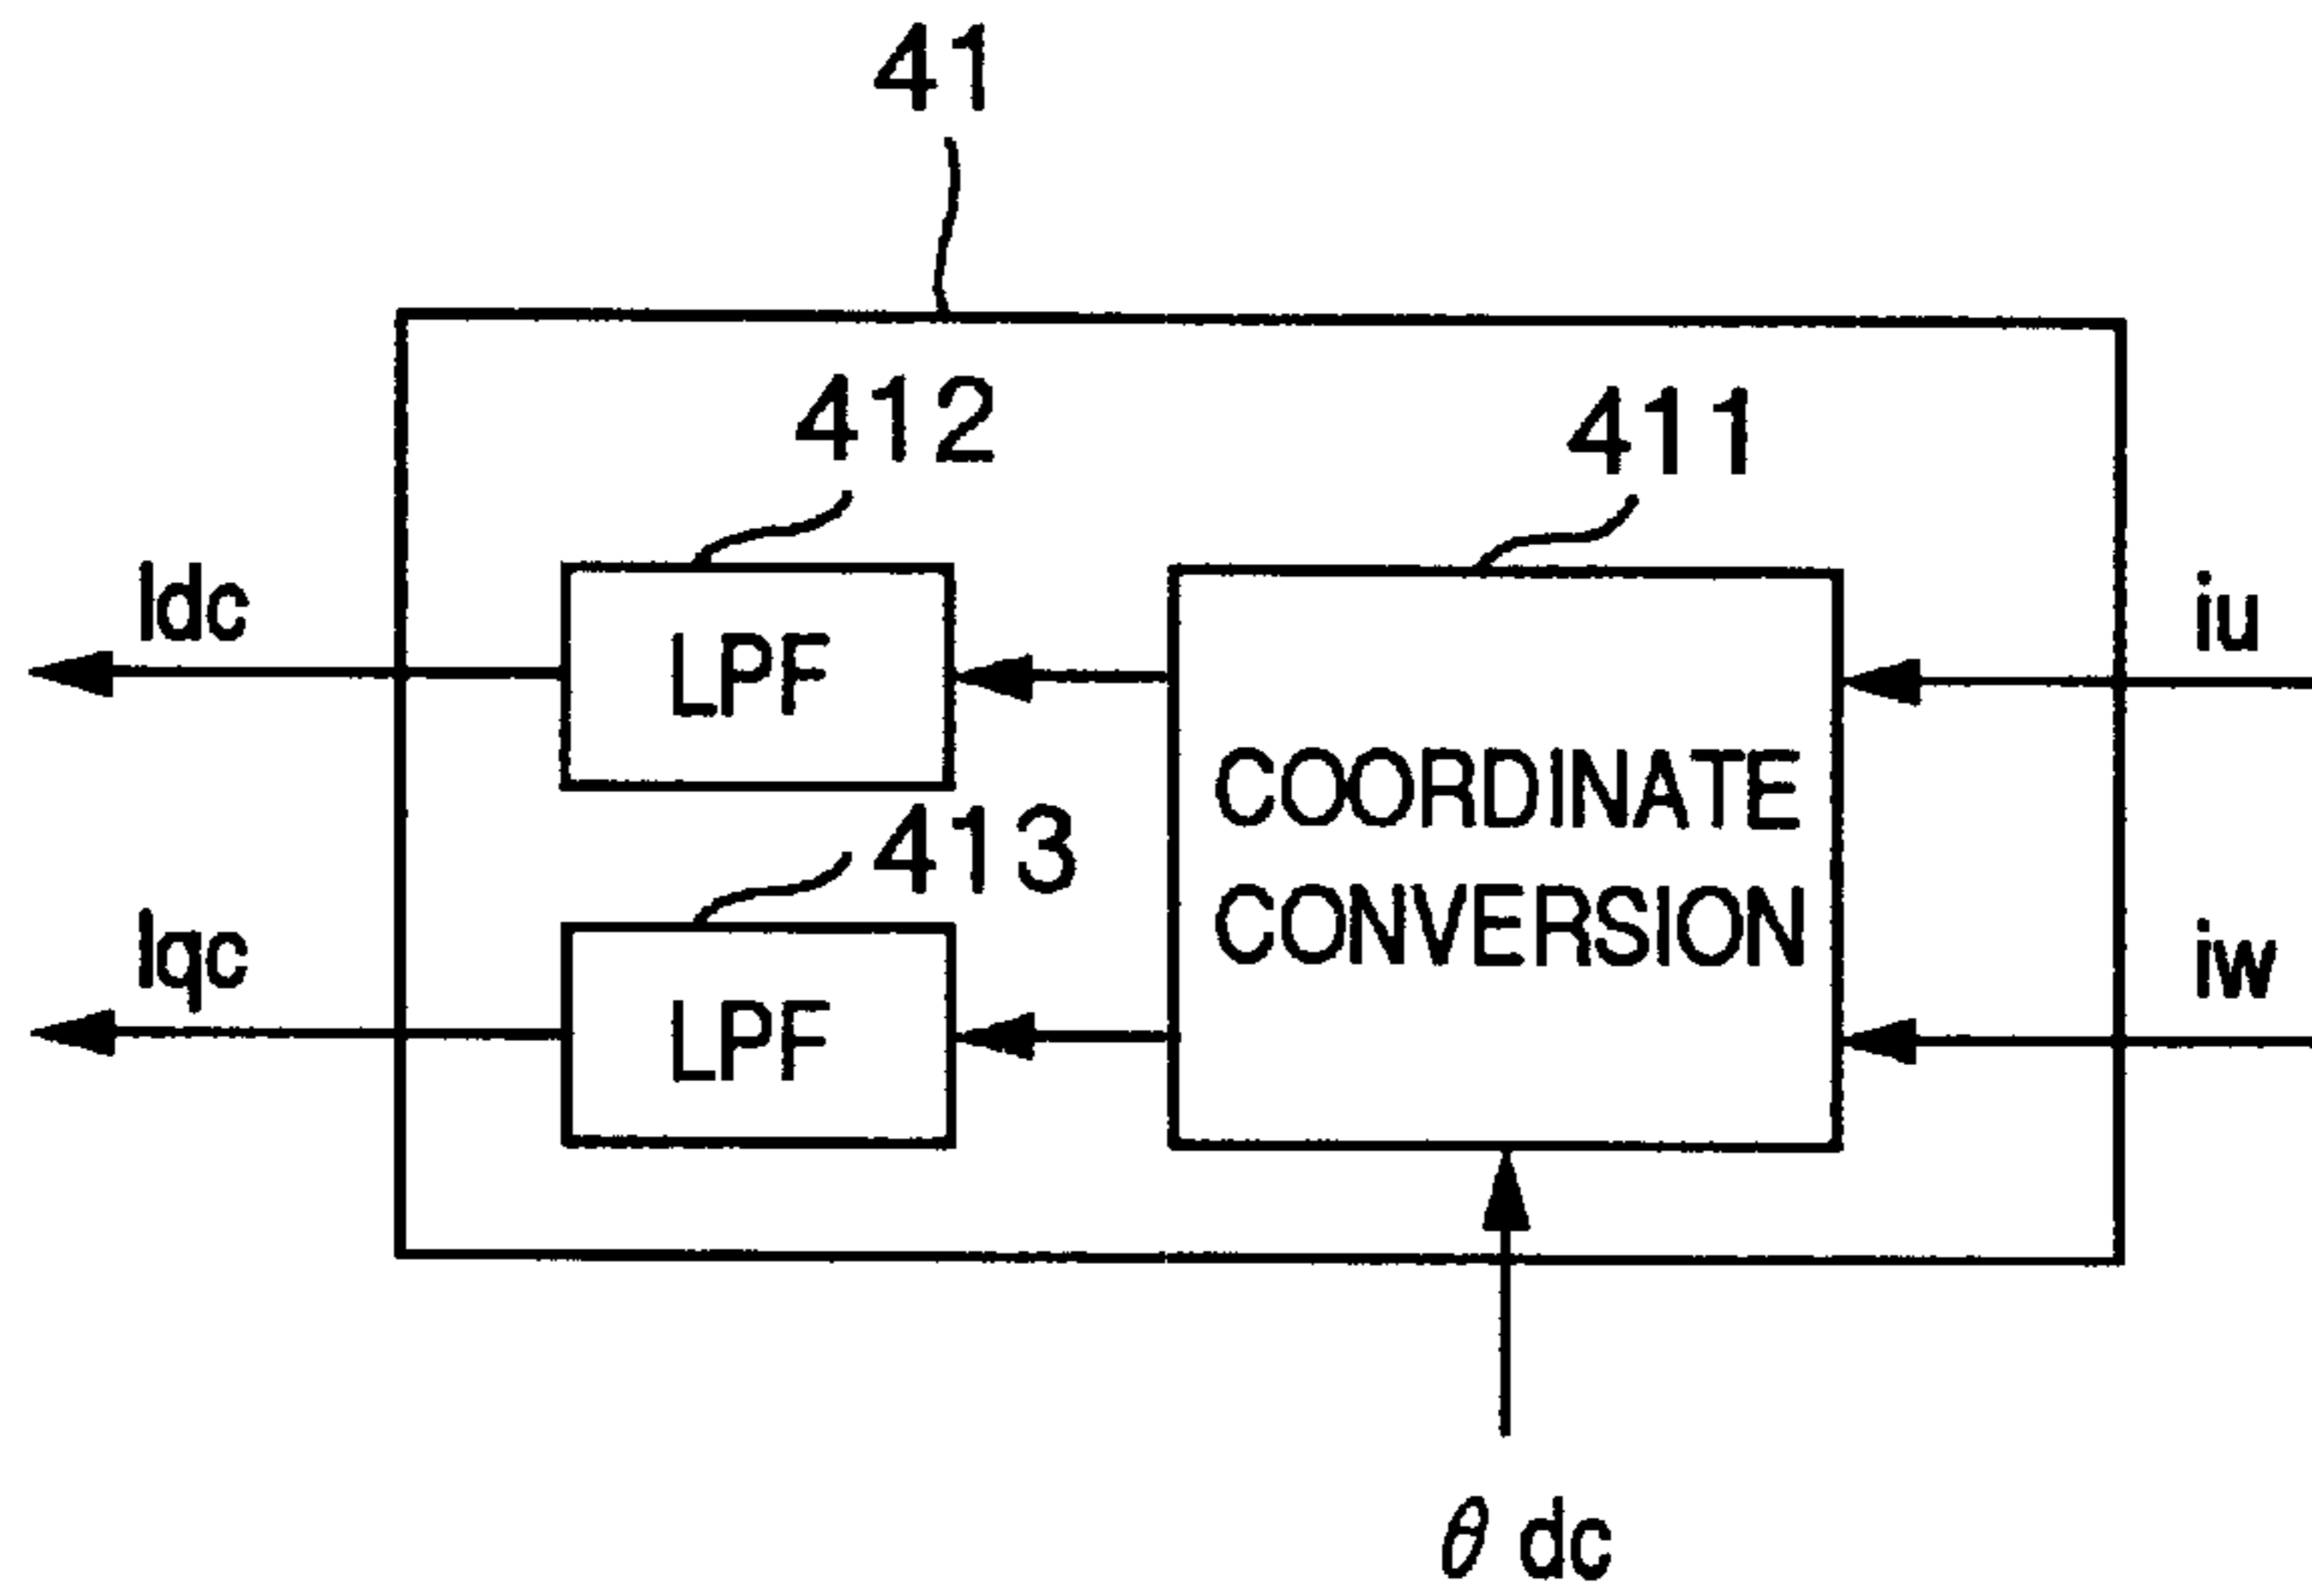 41
412
411
Idc
LPF
iu
COORDINATE
CONVERSION
413
Iqc
LPF
iw
θ dc